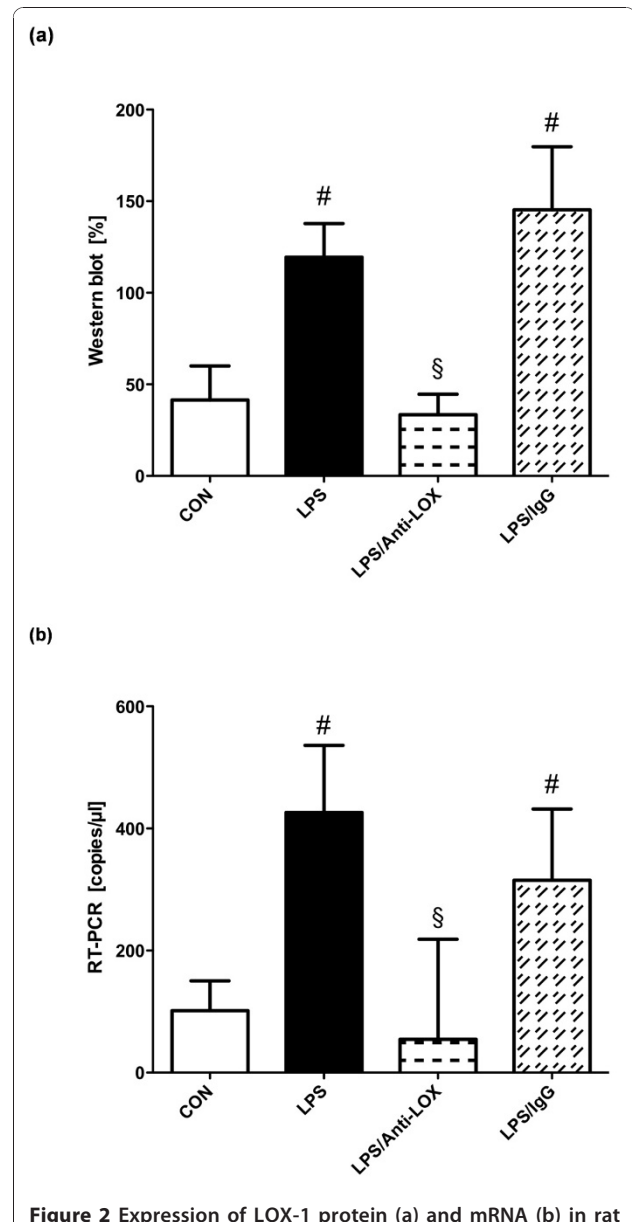 (a)
200
150
100
50
0
Western blot [%]
#
#
§
CON
LPS
LPS/Anti-LOX
LPS/IgG
(b)
600
400
200
0
RT-PCR [copies/µl]
#
#
§
CON
LPS
LPS/Anti-LOX
LPS/IgG
Figure 2 Expression of LOX-1 protein (a) and mRNA (b) in rat